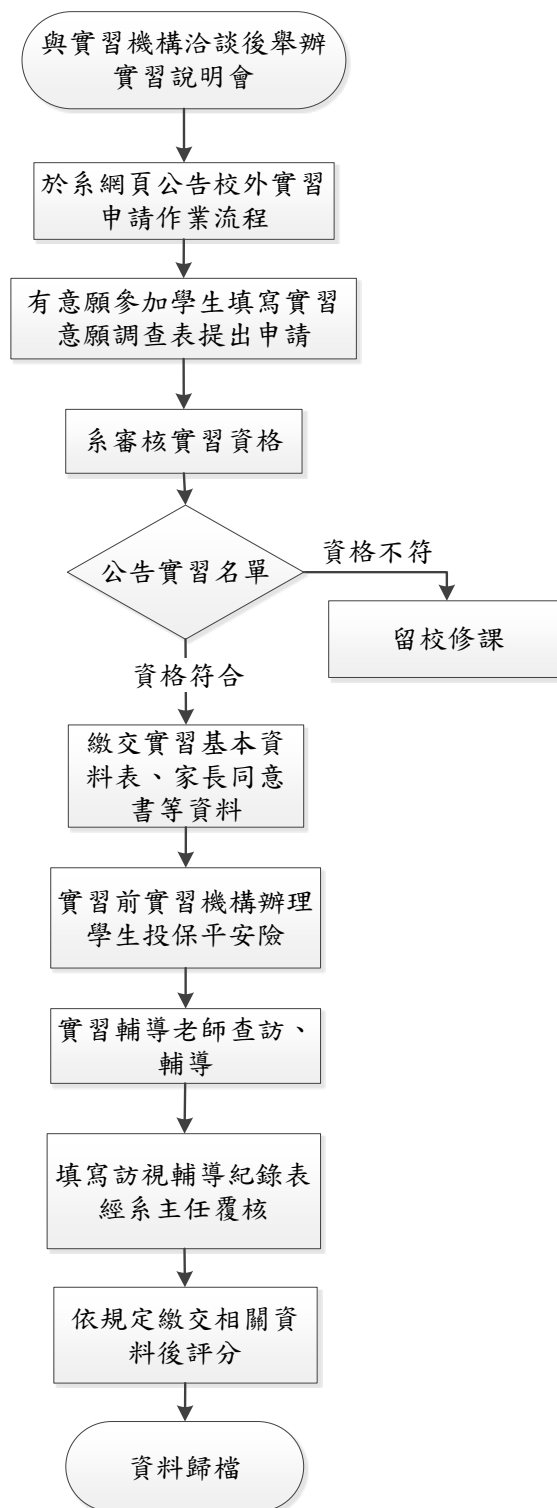 與實習機構洽談後舉辦
實習說明會
於系網頁公告校外實習
申請作業流程
有意願參加學生填寫實習
意願調查表提出申請
系審核實習資格
公告實習名單
資格不符
留校修課
資格符合
繳交實習基本資
料表、家長同意
書等資料
實習前實習機構辦理
學生投保平安險
實習輔導老師查訪、
輔導
填寫訪視輔導紀錄表
經系主任覆核
依規定繳交相關資
料後評分
資料歸檔